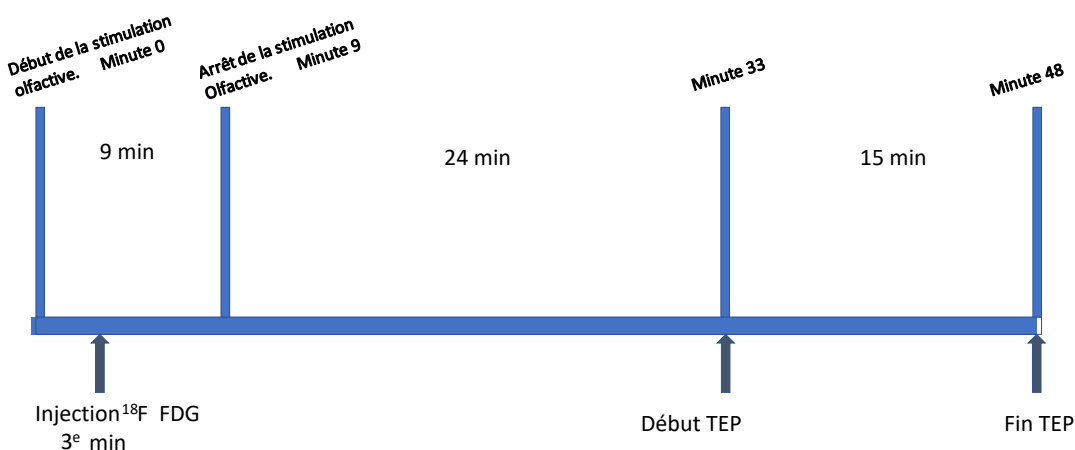 Début de la stimulation
olfactive.    Minute 0
Arrêt de la stimulation
Olfactive.    Minute 9
Minute 33
Minute 48
9 min
24 min
15 min
Injection ¹⁸F  FDG
3ᵉ min
Début TEP
Fin TEP